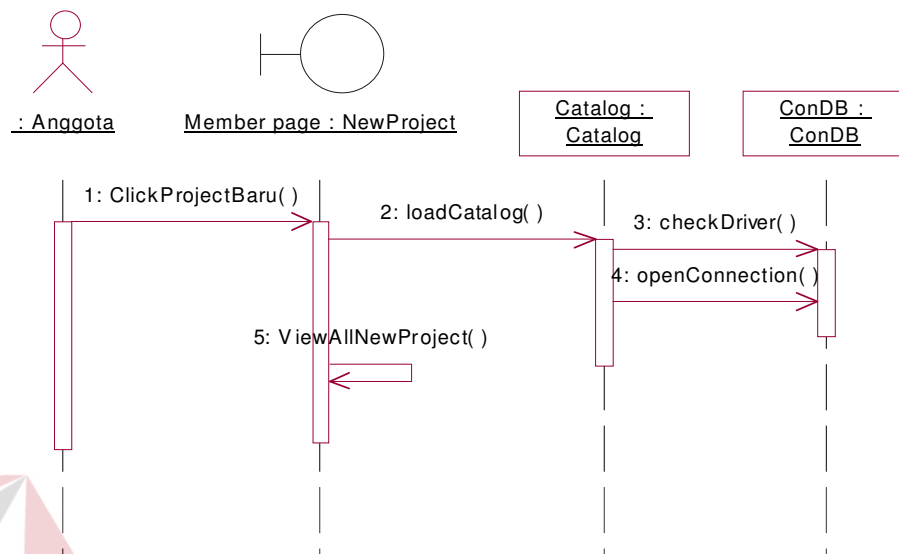 : Anggota
Member page : NewProject
Catalog :
Catalog
ConDB :
ConDB
1: ClickProjectBaru( )
2: loadCatalog( )
3: checkDriver( )
4: openConnection( )
5: ViewAllNewProject( )